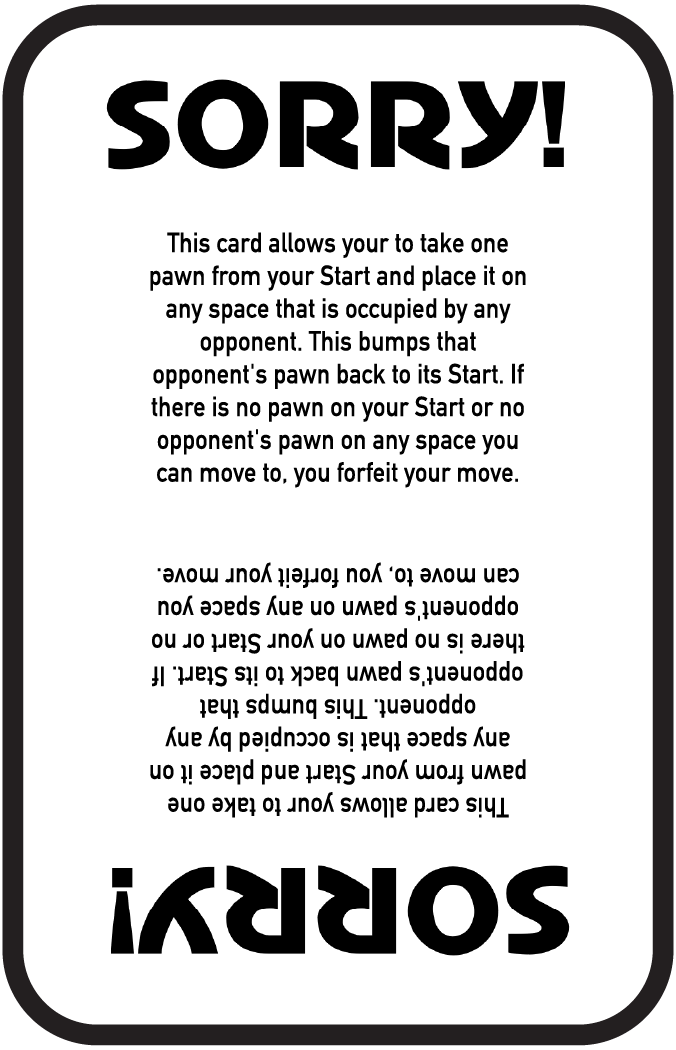 SORRY!
This card allows your to take one
pawn from your Start and place it on
any space that is occupied by any
opponent. This bumps that
opponent's pawn back to its Start. If
there is no pawn on your Start or no
opponent's pawn on any space you
can move to, you forfeit your move.
SORRY!
This card allows your to take one
pawn from your Start and place it on
any space that is occupied by any
opponent. This bumps that
opponent's pawn back to its Start. If
there is no pawn on your Start or no
opponent's pawn on any space you
can move to, you forfeit your move.